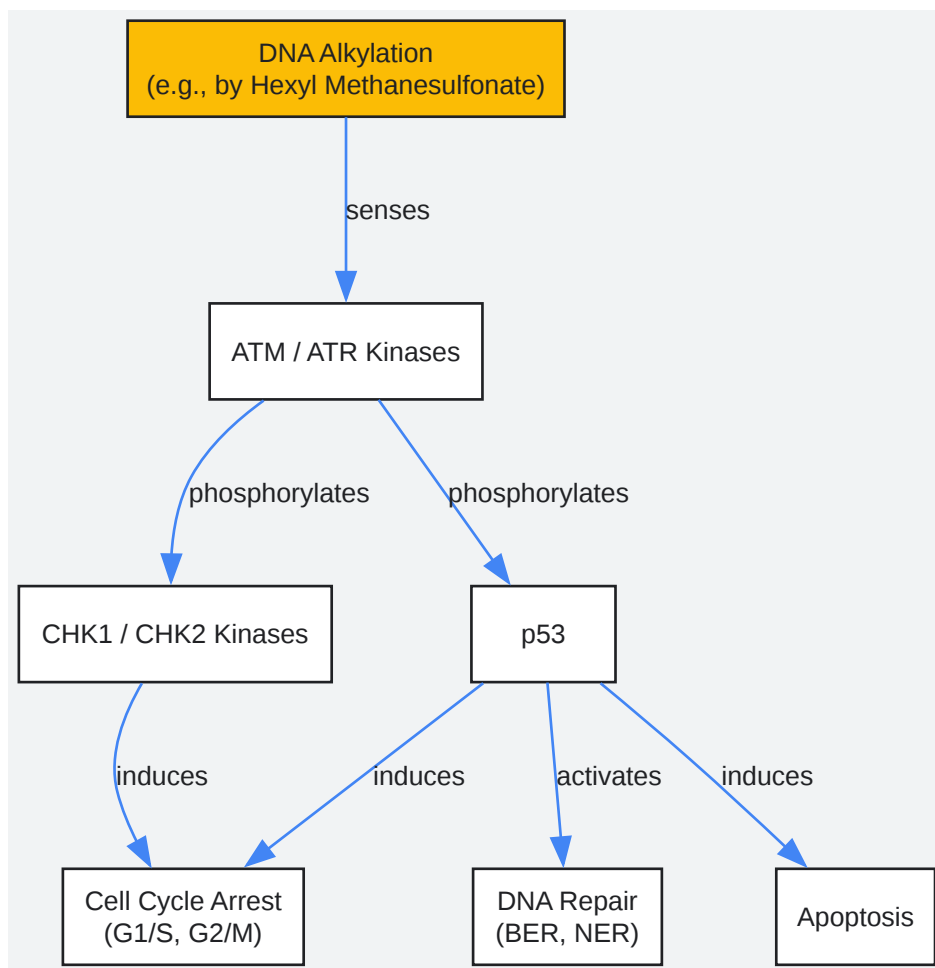 DNA Alkylation
(e.g., by Hexyl Methanesulfonate)
senses
ATM / ATR Kinases
phosphorylates
phosphorylates
CHK1 / CHK2 Kinases
p53
induces
induces
activates
induces
Cell Cycle Arrest
(G1/S, G2/M)
DNA Repair
(BER, NER)
Apoptosis